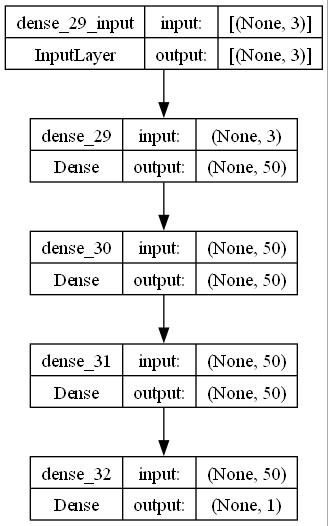 dense_29_input input: [(None, 3)]
InputLayer output: [(None, 3)]
dense_29 input: (None, 3)
Dense output: (None, 50)
dense_30 input: (None, 50)
Dense output: (None, 50)
dense_31 input: (None, 50)
Dense output: (None, 50)
dense_32 input: (None, 50)
Dense output: (None, 1)